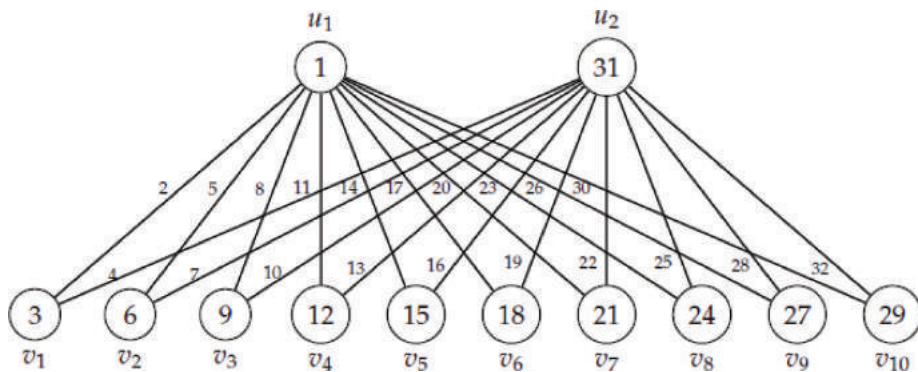 u1 u2
1 31
2 5 8 11 14 17 20 23 26 30
4 7 10 13 16 19 22 25 28 32
3 6 9 12 15 18 21 24 27 29
v1 v2 v3 v4 v5 v6 v7 v8 v9 v10